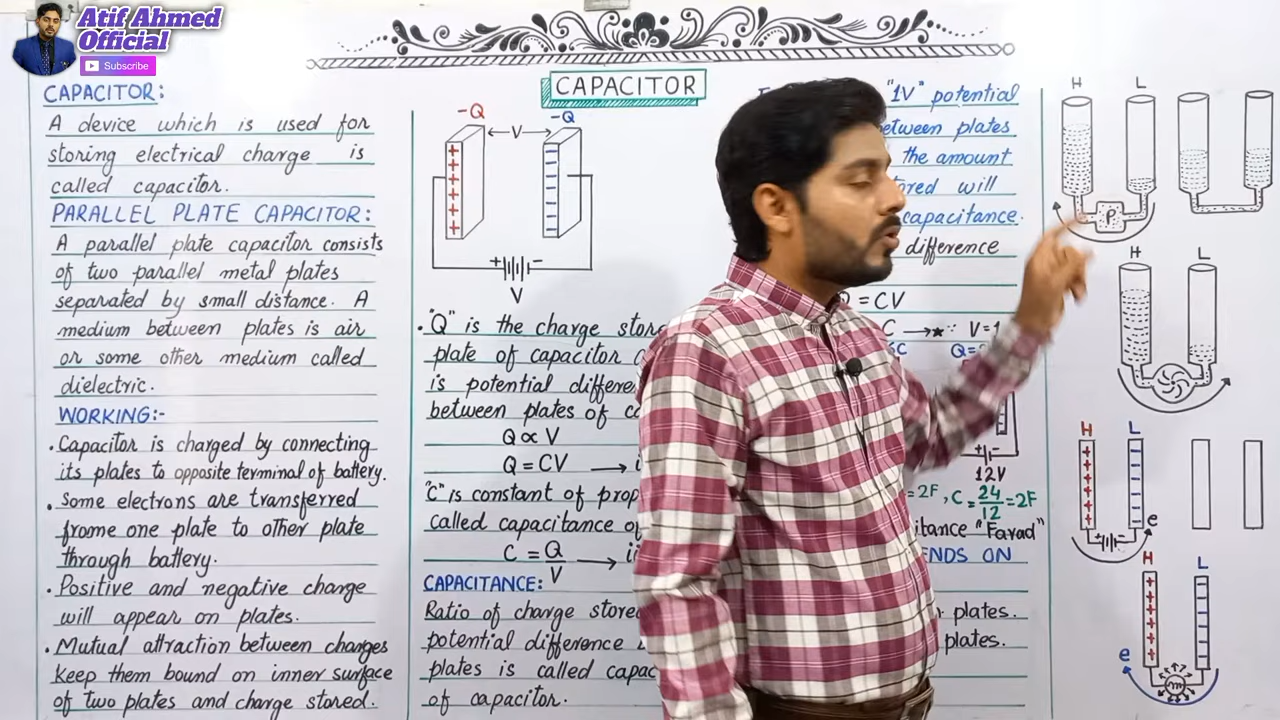 Atif Ahmed
Official
Subscribe
CAPACITOR
CAPACITOR:
A device which is used for
storing electrical charge is
called capacitor.
PARALLEL PLATE CAPACITOR:
A parallel plate capacitor consists
of two parallel metal plates
separated by small distance. A
medium between plates is air
or some other medium called
dielectric.
WORKING:-
• Capacitor is charged by connecting
its plates to opposite terminal of battery.
• Some electrons are transferred
frome one plate to other plate
through battery.
• Positive and negative charge
will appear on plates.
• Mutual attraction between charges
keep them bound on inner surface
of two plates and charge stored.
-Q -Q
V
+ -
V
• "Q" is the charge
plate of capacitor
is potential
between plates of
Q ∝ V
Q = CV
"C" is constant of
called capacitance
C = Q/V
CAPACITANCE:
Ratio of charge
potential difference
plates is called
of capacitor.
"1V" potential
between plates
the amount
will
capacitance.
difference
= CV
C → ★ ∵ V=1
+ -
12V
= 2F, C = 24/12 = 2F
"Farad"
ON
plates.
plates.
H L
P
H L
H L
e
H L
e